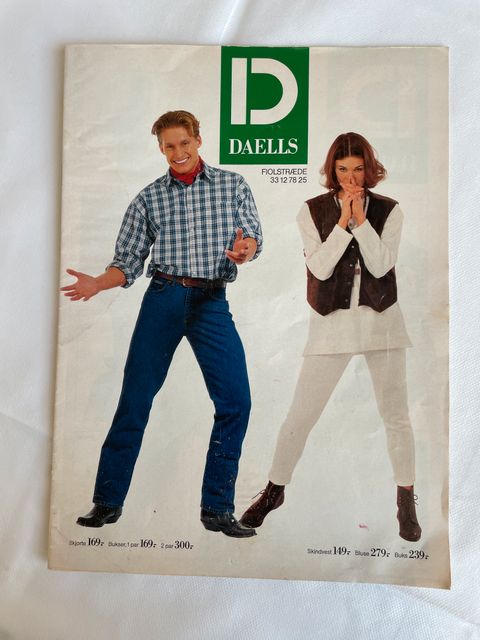 D
DAELLS
FIOLSTRÆDE
33 12 78 25
Skjorte 169,- Bukser, 1 par 169,- 2 par 300,-
Skindvest 149,- Bluse 279,- Buks 239,-